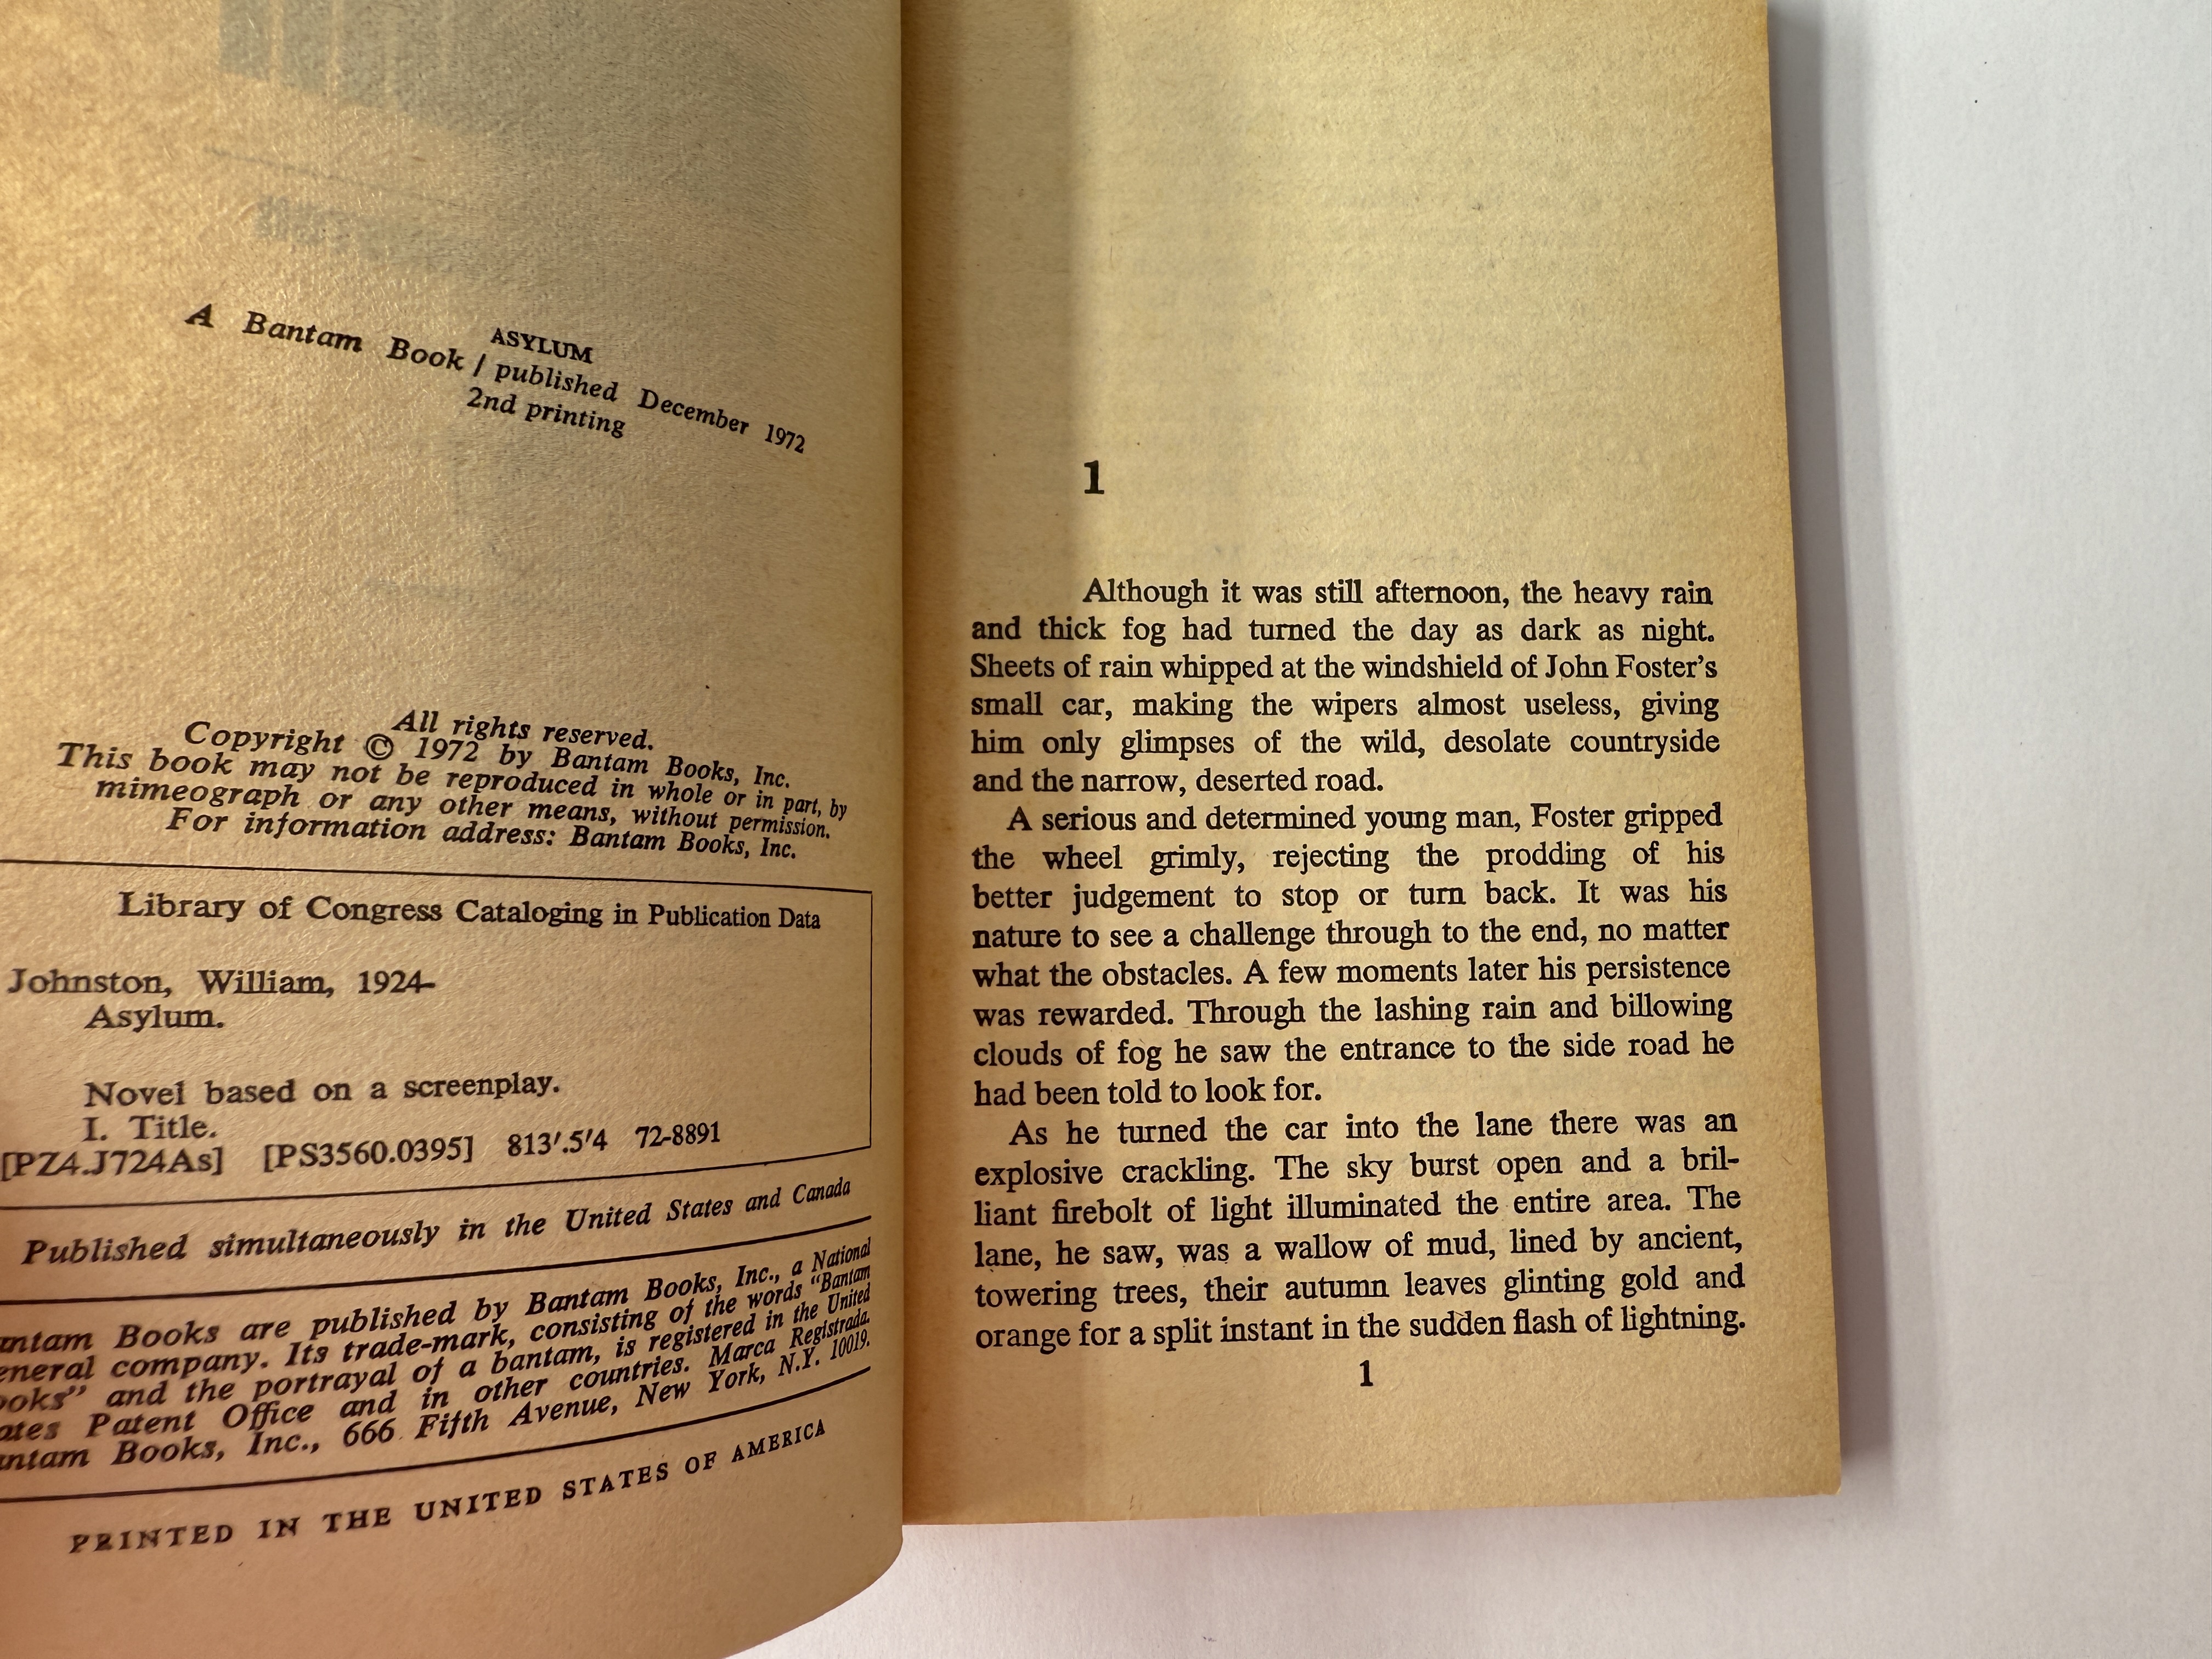 ASYLUM
A Bantam Book / published December 1972
2nd printing
All rights reserved.
Copyright © 1972 by Bantam Books, Inc.
This book may not be reproduced in whole or in part, by
mimeograph or any other means, without permission.
For information address: Bantam Books, Inc.
Library of Congress Cataloging in Publication Data
Johnston, William, 1924-
Asylum.
Novel based on a screenplay.
I. Title.
[PZ4.J724As] [PS3560.0395] 813'.5'4 72-8891
Published simultaneously in the United States and Canada
Books are published by Bantam Books, Inc., a National
company. Its trade-mark, consisting of the words "Bantam
and the portrayal of a bantam, is registered in the United
Patent Office and in other countries. Marca Registrada.
Books, Inc., 666 Fifth Avenue, New York, N.Y. 10019.
PRINTED IN THE UNITED STATES OF AMERICA
1
Although it was still afternoon, the heavy rain
and thick fog had turned the day as dark as night.
Sheets of rain whipped at the windshield of John Foster's
small car, making the wipers almost useless, giving
him only glimpses of the wild, desolate countryside
and the narrow, deserted road.
A serious and determined young man, Foster gripped
the wheel grimly, rejecting the prodding of his
better judgement to stop or turn back. It was his
nature to see a challenge through to the end, no matter
what the obstacles. A few moments later his persistence
was rewarded. Through the lashing rain and billowing
clouds of fog he saw the entrance to the side road he
had been told to look for.
As he turned the car into the lane there was an
explosive crackling. The sky burst open and a bril-
liant firebolt of light illuminated the entire area. The
lane, he saw, was a wallow of mud, lined by ancient,
towering trees, their autumn leaves glinting gold and
orange for a split instant in the sudden flash of lightning.
1